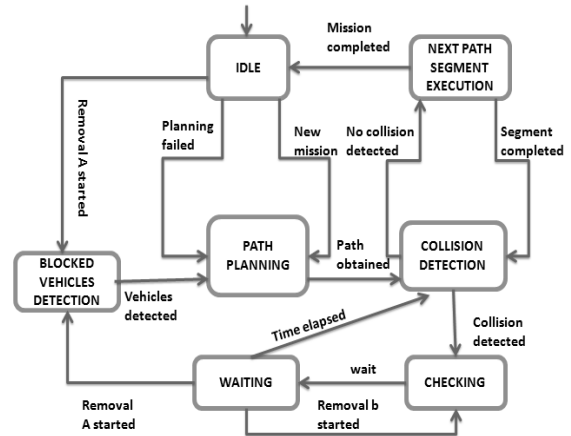 Mission
completed
IDLE
NEXT PATH
SEGMENT
EXECUTION
Removal A started
Planning
failed
New
mission
No collision
detected
Segment
completed
PATH
PLANNING
Path
obtained
COLLISION
DETECTION
BLOCKED
VEHICLES
DETECTION
Vehicles
detected
Time elapsed
Collision
detected
WAITING
wait
CHECKING
Removal
A started
Removal b
started